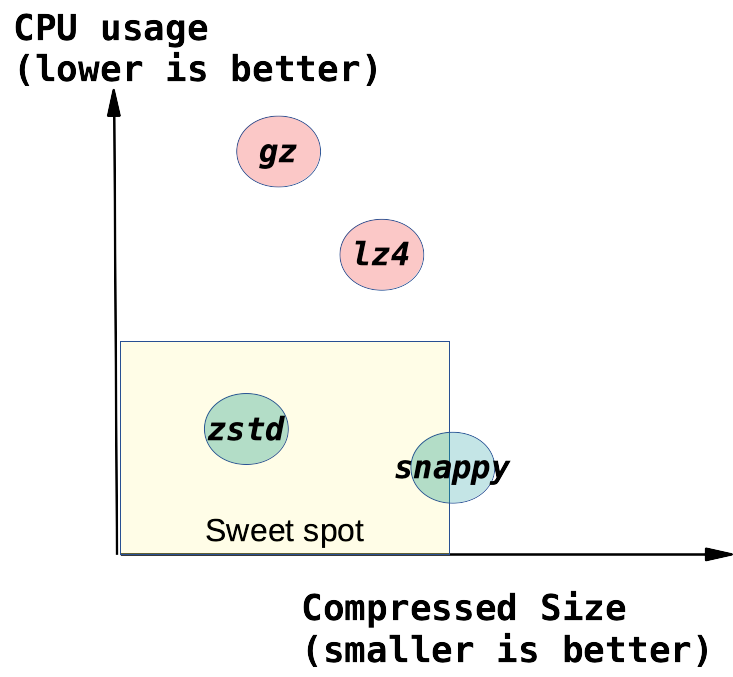 CPU usage
(lower is better)
gz
lz4
zstd
snappy
Sweet spot
Compressed Size
(smaller is better)